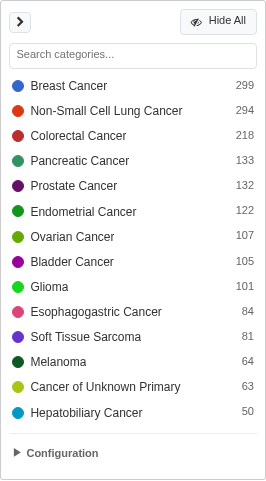 Hide All
Search categories...
Breast Cancer 299
Non-Small Cell Lung Cancer 294
Colorectal Cancer 218
Pancreatic Cancer 133
Prostate Cancer 132
Endometrial Cancer 122
Ovarian Cancer 107
Bladder Cancer 105
Glioma 101
Esophagogastric Cancer 84
Soft Tissue Sarcoma 81
Melanoma 64
Cancer of Unknown Primary 63
Hepatobiliary Cancer 50
Configuration